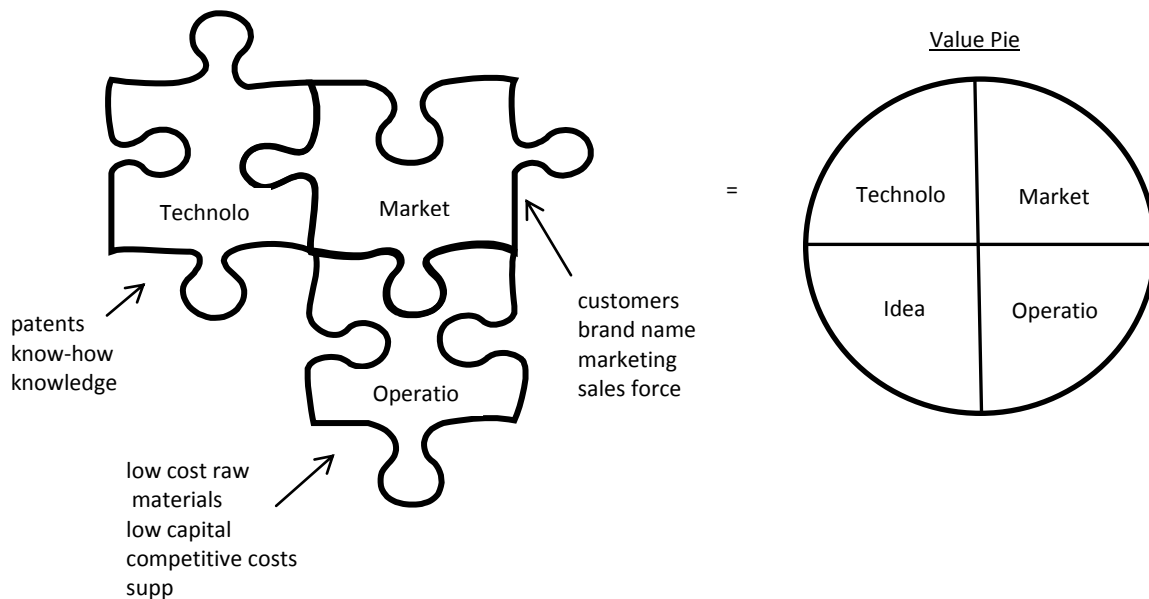 Value Pie
Technolo
Market
patents
know-how
knowledge
customers
brand name
marketing
sales force
Operatio
low cost raw
materials
low capital
competitive costs
supp
=
Technolo
Market
Idea
Operatio